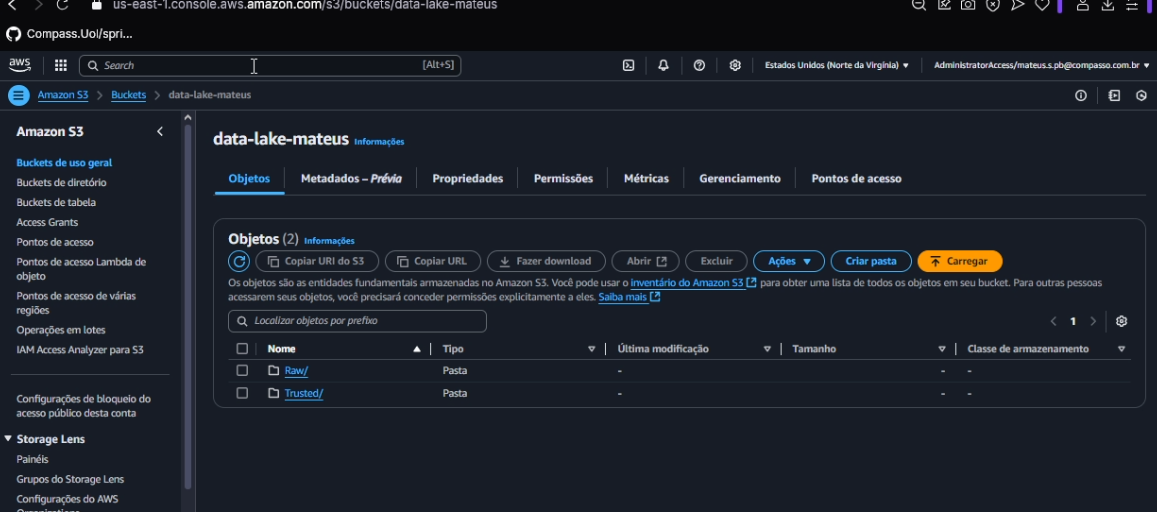 us-east-1.console.aws.amazon.com/s3/buckets/data-lake-mateus
Compass.Uol/spri...
aws
Search
[Alt+S]
Estados Unidos (Norte da Virgínia)
AdministratorAccess/mateus.s.pb@compasso.com.br
Amazon S3 > Buckets > data-lake-mateus
Amazon S3
Buckets de uso geral
Buckets de diretório
Buckets de tabela
Access Grants
Pontos de acesso
Pontos de acesso Lambda de
objeto
Pontos de acesso de várias
regiões
Operações em lotes
IAM Access Analyzer para S3
Configurações de bloqueio do
acesso público desta conta
Storage Lens
Painéis
Grupos do Storage Lens
Configurações do AWS
Organizations
data-lake-mateus Informações
Objetos
Metadados – Prévia
Propriedades
Permissões
Métricas
Gerenciamento
Pontos de acesso
Objetos (2) Informações
Copiar URI do S3
Copiar URL
Fazer download
Abrir
Excluir
Ações
Criar pasta
Carregar
Os objetos são as entidades fundamentais armazenadas no Amazon S3. Você pode usar o inventário do Amazon S3 para obter uma lista de todos os objetos em seu bucket. Para outras pessoas
acessarem seus objetos, você precisará conceder permissões explicitamente a eles. Saiba mais
Localizar objetos por prefixo
1
Nome
Tipo
Última modificação
Tamanho
Classe de armazenamento
Raw/ Pasta - - -
Trusted/ Pasta - - -